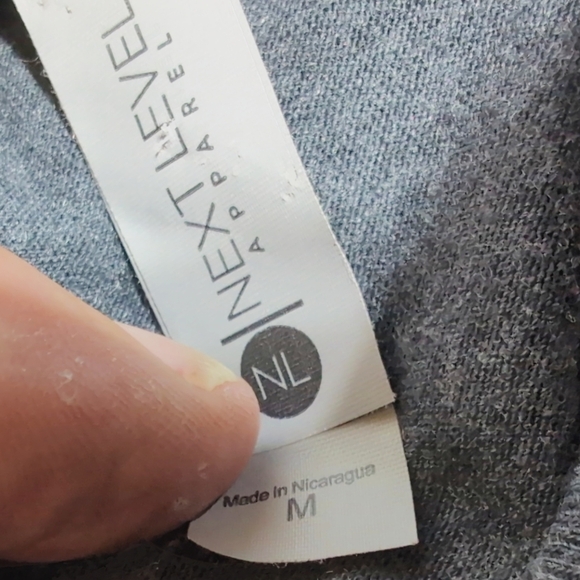 NL
NEXT LEVEL
APPAREL
Made in Nicaragua
M